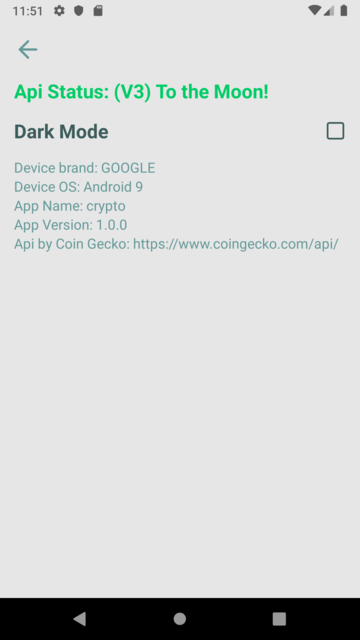 11:51
Api Status: (V3) To the Moon!
Dark Mode
Device brand: GOOGLE
Device OS: Android 9
App Name: crypto
App Version: 1.0.0
Api by Coin Gecko: https://www.coingecko.com/api/